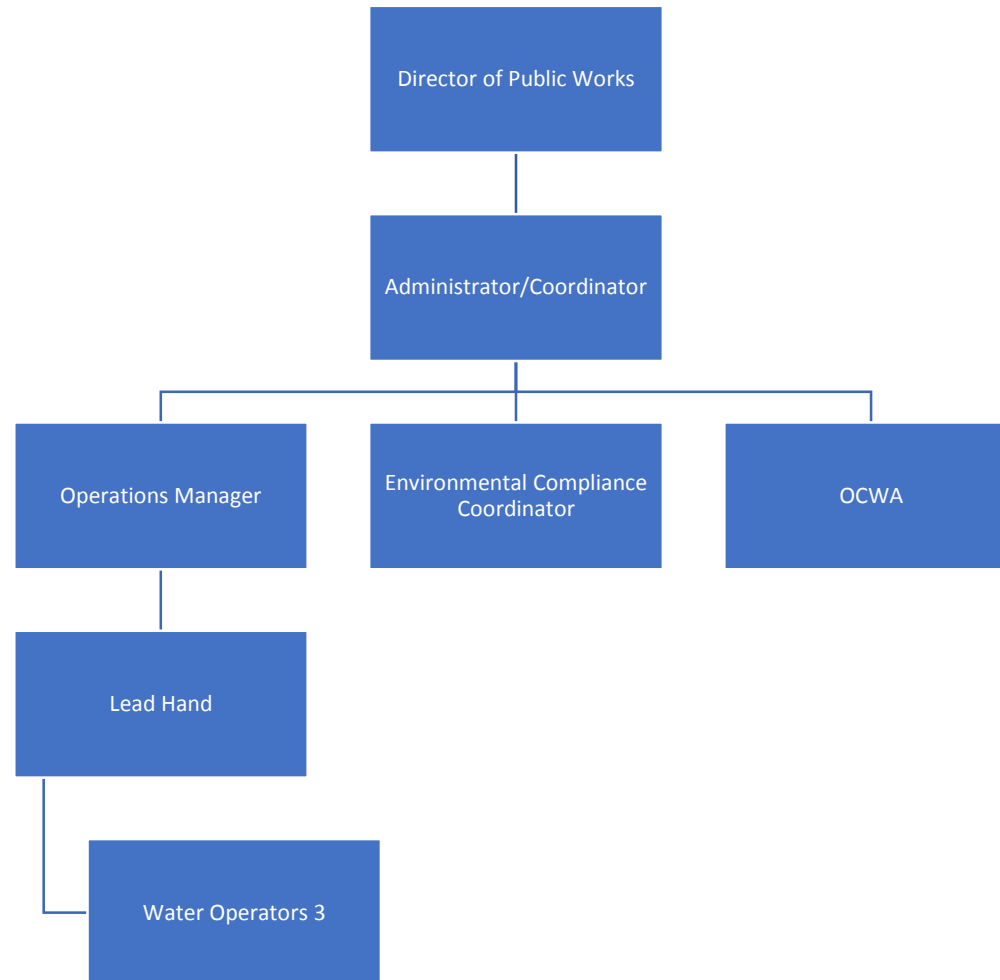 Director of Public Works
Administrator/Coordinator
Operations Manager
Environmental Compliance
Coordinator
OCWA
Lead Hand
Water Operators 3